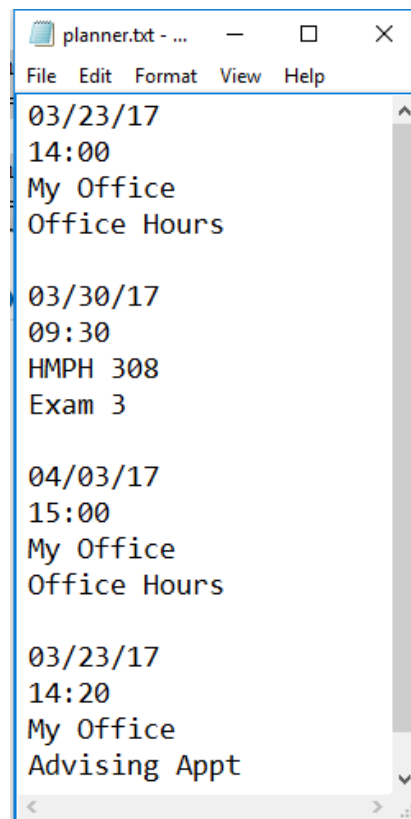 planner.txt - ...
File Edit Format View Help
03/23/17
14:00
My Office
Office Hours

03/30/17
09:30
HMPH 308
Exam 3

04/03/17
15:00
My Office
Office Hours

03/23/17
14:20
My Office
Advising Appt